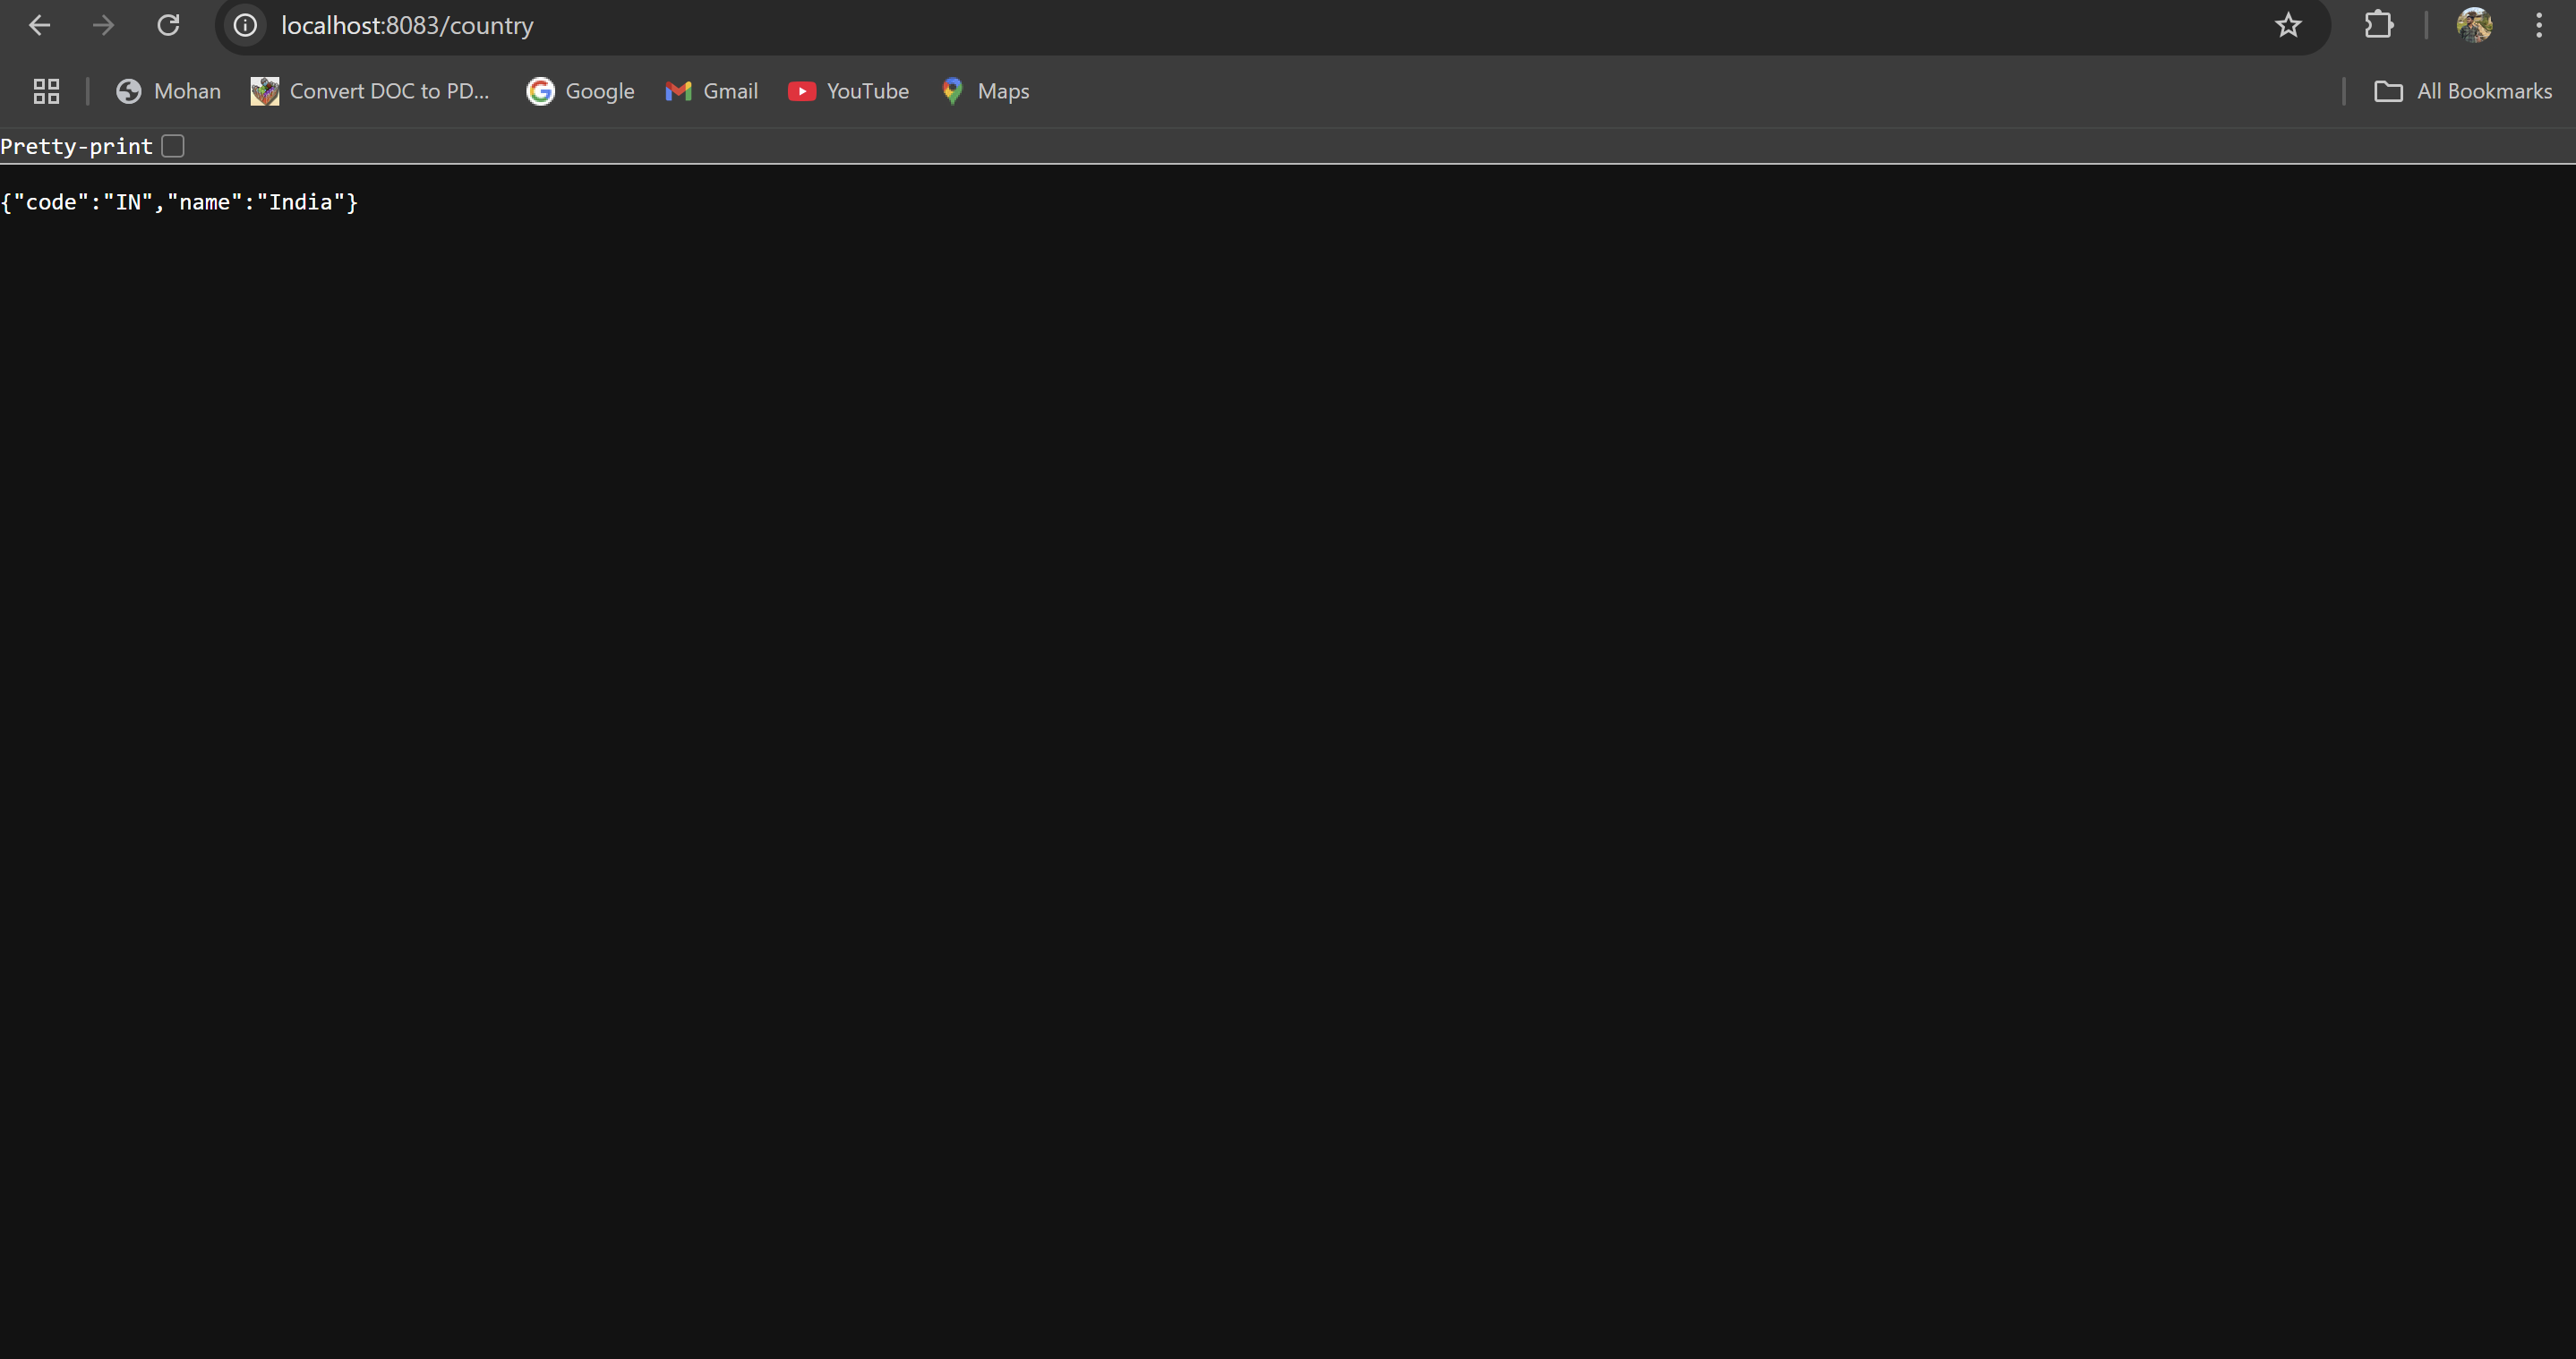 localhost:8083/country
Mohan Convert DOC to PD... Google Gmail YouTube Maps All Bookmarks
Pretty-print
{"code":"IN","name":"India"}